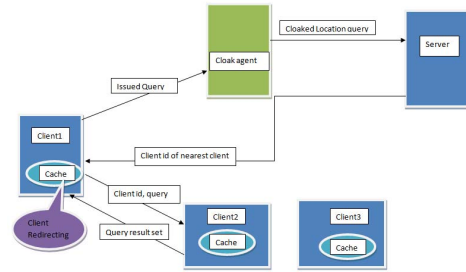 Cloaked Location query
Cloak agent
Server
Issued Query
Client1
Client id of nearest client
Cache
Client id, query
Client
Redirecting
Query result set
Client2
Cache
Client3
Cache